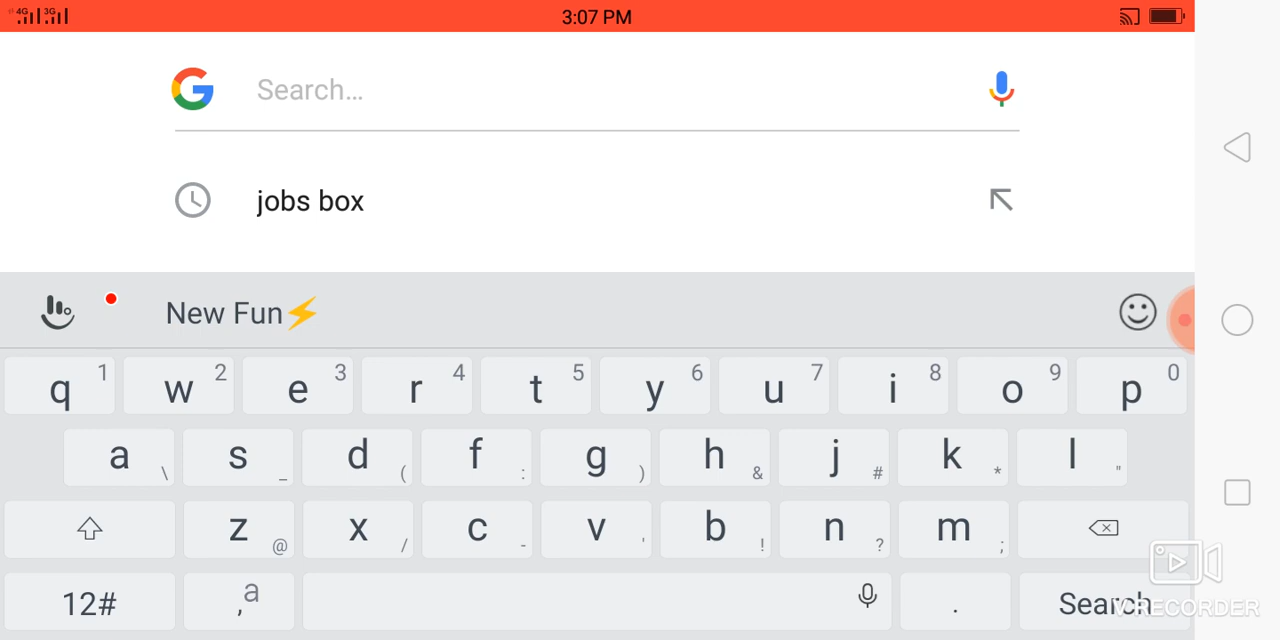 4G 3G 3:07 PM
Search...
jobs box
New Fun⚡
q 1 w 2 e 3 r 4 t 5 y 6 u 7 i 8 o 9 p 0
a \ s _ d ( f : g ) h & j # k * l "
z @ x / c - v ' b ! n ? m ;
12# , a . Search
V RECORDER